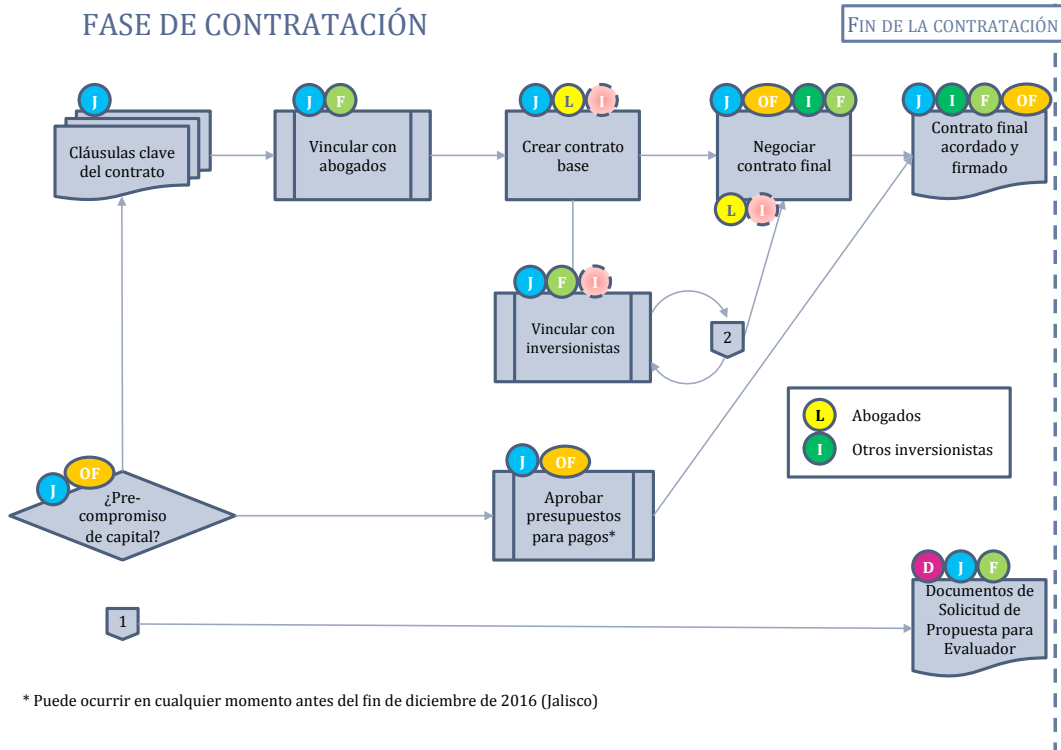 FASE DE CONTRATACIÓN
FIN DE LA CONTRATACIÓN
J
Cláusulas clave
del contrato
J F
Vincular con
abogados
J L I
Crear contrato
base
J OF I F
Negociar
contrato final
L I
J I F OF
Contrato final
acordado y
firmado
J F I
Vincular con
inversionistas
2
L Abogados
I Otros inversionistas
J OF
¿Pre-
compromiso
de capital?
J OF
Aprobar
presupuestos
para pagos*
D J F
Documentos de
Solicitud de
Propuesta para
Evaluador
1
* Puede ocurrir en cualquier momento antes del fin de diciembre de 2016 (Jalisco)